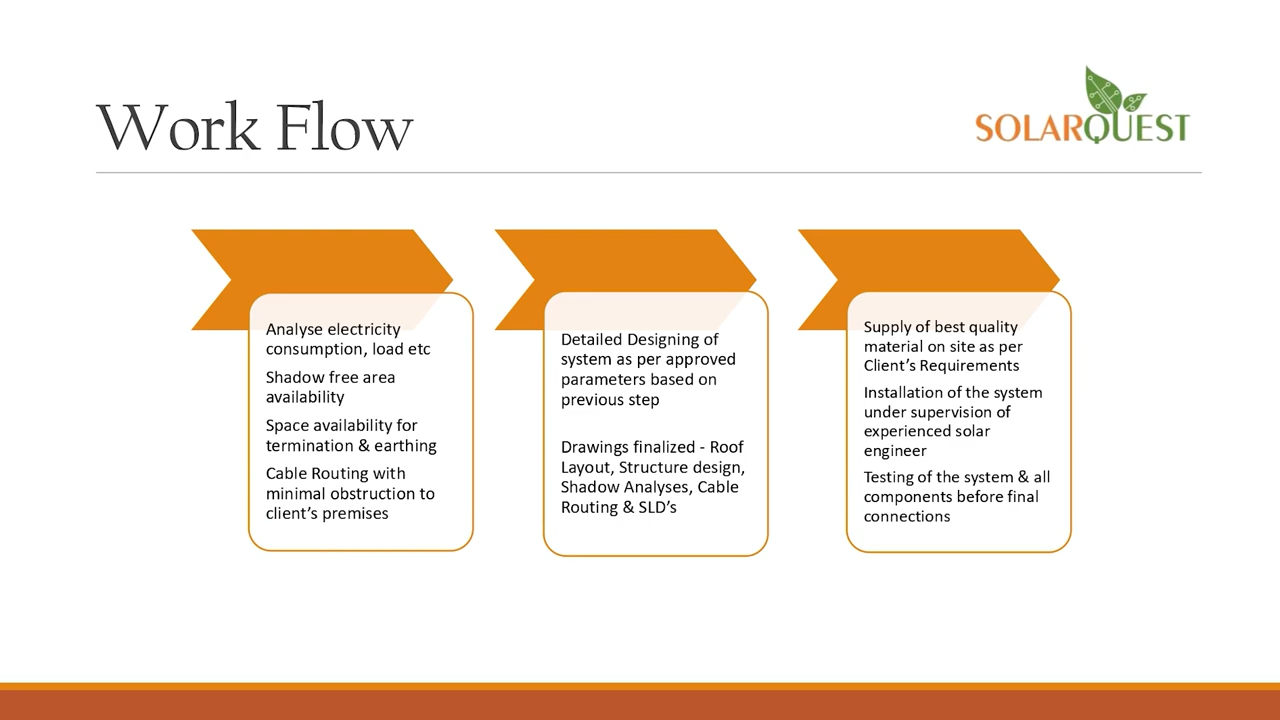 Work Flow
SOLARQUEST
Analyse electricity
consumption, load etc
Shadow free area
availability
Space availability for
termination & earthing
Cable Routing with
minimal obstruction to
client's premises
Detailed Designing of
system as per approved
parameters based on
previous step
Drawings finalized - Roof
Layout, Structure design,
Shadow Analyses, Cable
Routing & SLD's
Supply of best quality
material on site as per
Client's Requirements
Installation of the system
under supervision of
experienced solar
engineer
Testing of the system & all
components before final
connections